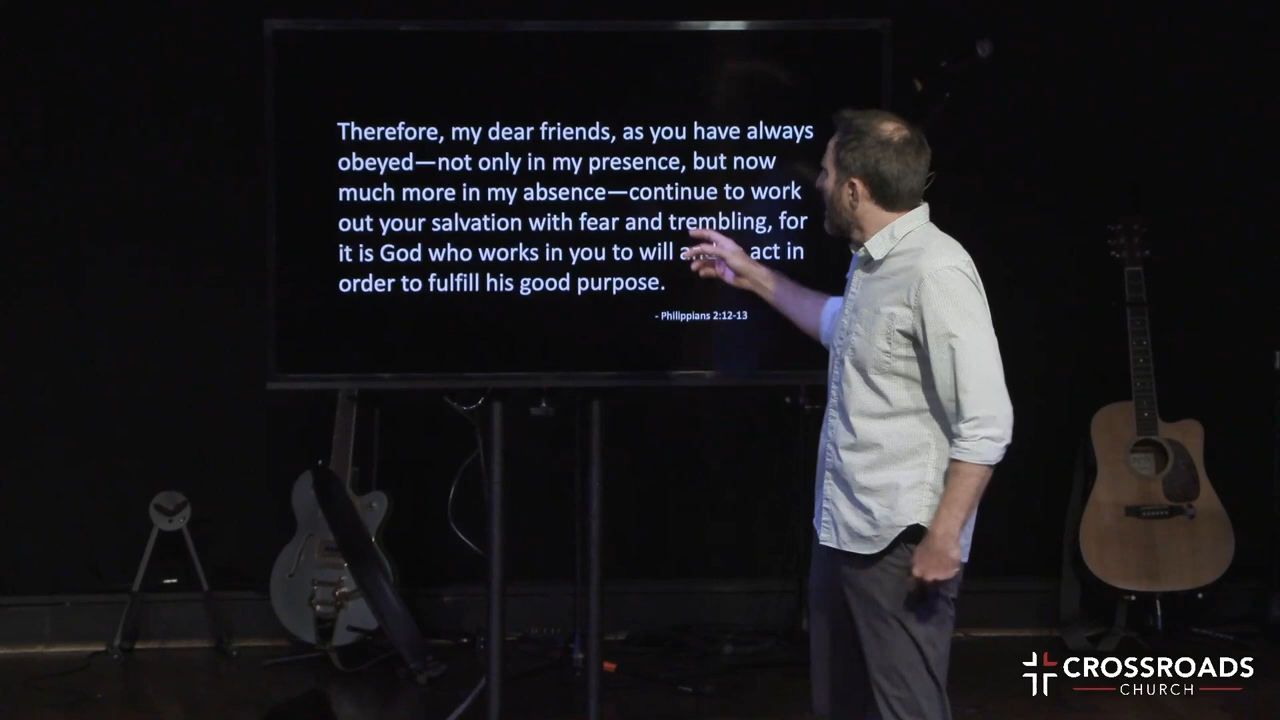 Therefore, my dear friends, as you have always
obeyed—not only in my presence, but now
much more in my absence—continue to work
out your salvation with fear and trembling, for
it is God who works in you to will act in
order to fulfill his good purpose.
- Philippians 2:12-13
CROSSROADS
CHURCH